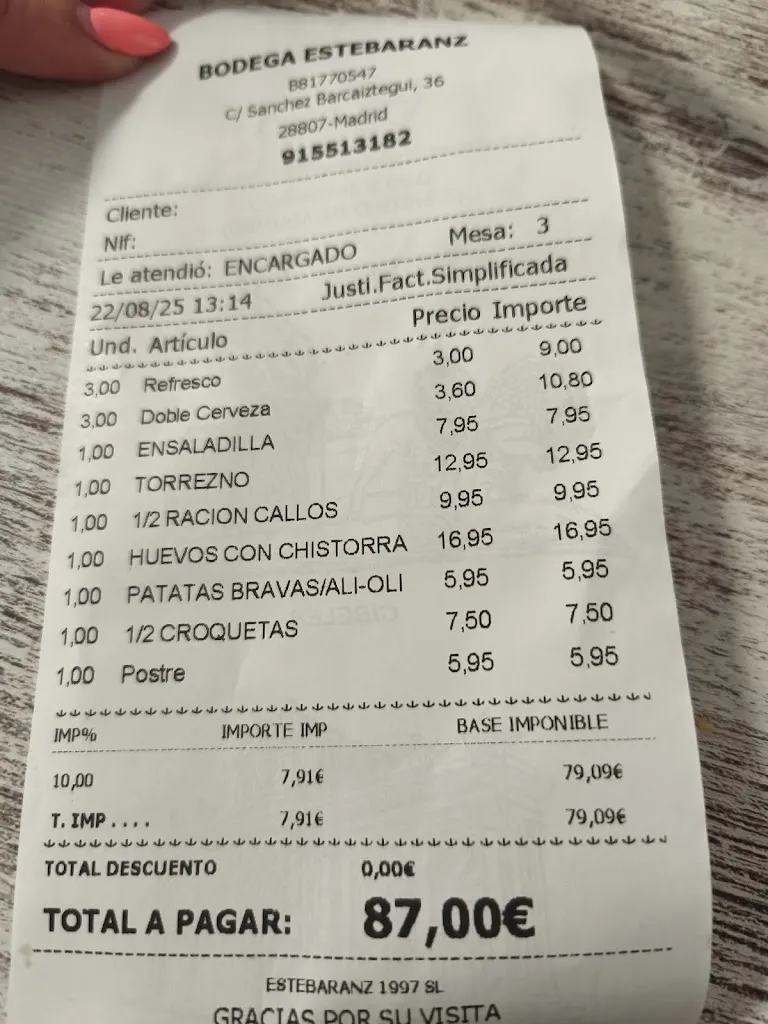 BODEGA ESTEBARANZ
B81770547
C/ Sanchez Barcaiztegui, 36
28807-Madrid
915513182
Cliente:
Nif:
Le atendió: ENCARGADO Mesa: 3
22/08/25 13:14 Justi.Fact.Simplificada
Und. Artículo Precio Importe
3,00 Refresco 3,00 9,00
3,00 Doble Cerveza 3,60 10,80
1,00 ENSALADILLA 7,95 7,95
1,00 TORREZNO 12,95 12,95
1,00 1/2 RACION CALLOS 9,95 9,95
1,00 HUEVOS CON CHISTORRA 16,95 16,95
1,00 PATATAS BRAVAS/ALI-OLI 5,95 5,95
1,00 1/2 CROQUETAS 7,50 7,50
1,00 Postre 5,95 5,95
IMP% IMPORTE IMP BASE IMPONIBLE
10,00 7,91€ 79,09€
T. IMP .... 7,91€ 79,09€
TOTAL DESCUENTO 0,00€
TOTAL A PAGAR: 87,00€
ESTEBARANZ 1997 SL
GRACIAS POR SU VISITA